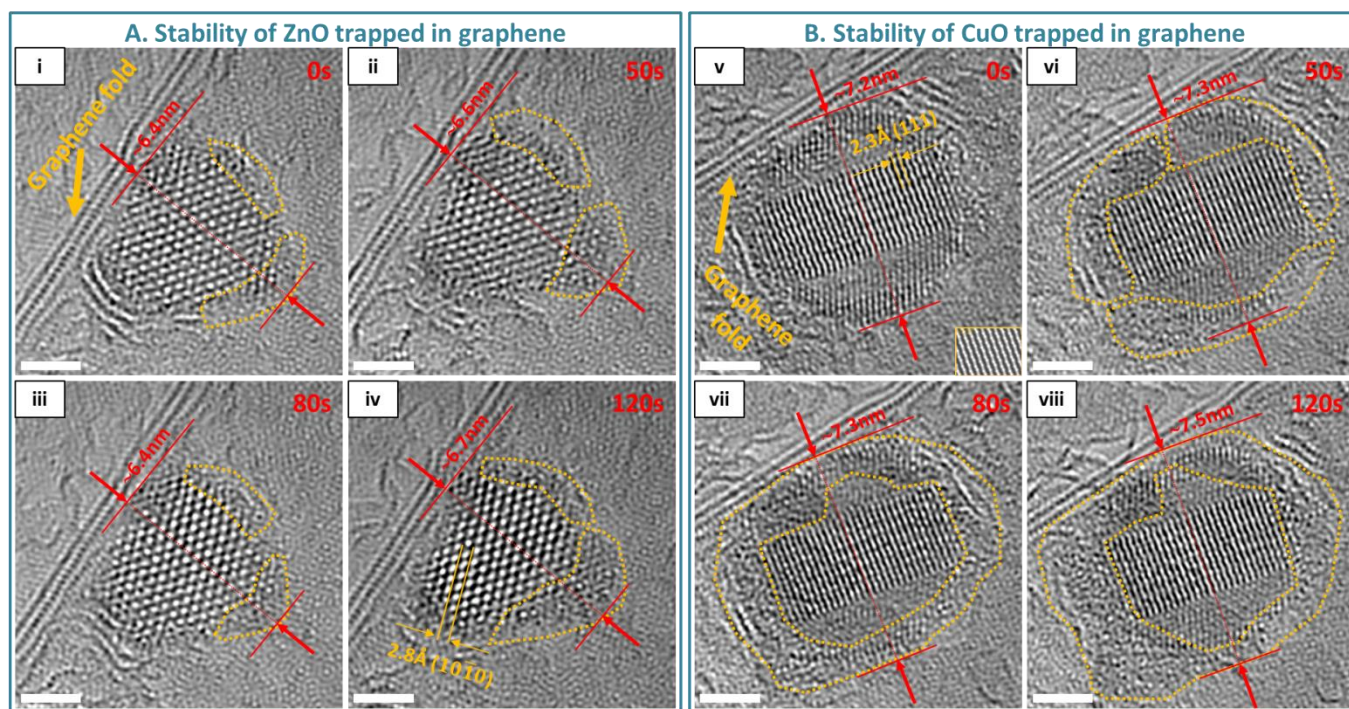 A. Stability of ZnO trapped in graphene
i
0s
~6.4nm
Graphene fold
ii
50s
~6.6nm
iii
80s
~6.4nm
iv
120s
~6.7nm
2.8Å (101̄0)
B. Stability of CuO trapped in graphene
v
0s
~7.2nm
2.3Å (111)
Graphene
fold
vi
50s
~7.3nm
vii
80s
~7.3nm
viii
120s
~7.5nm